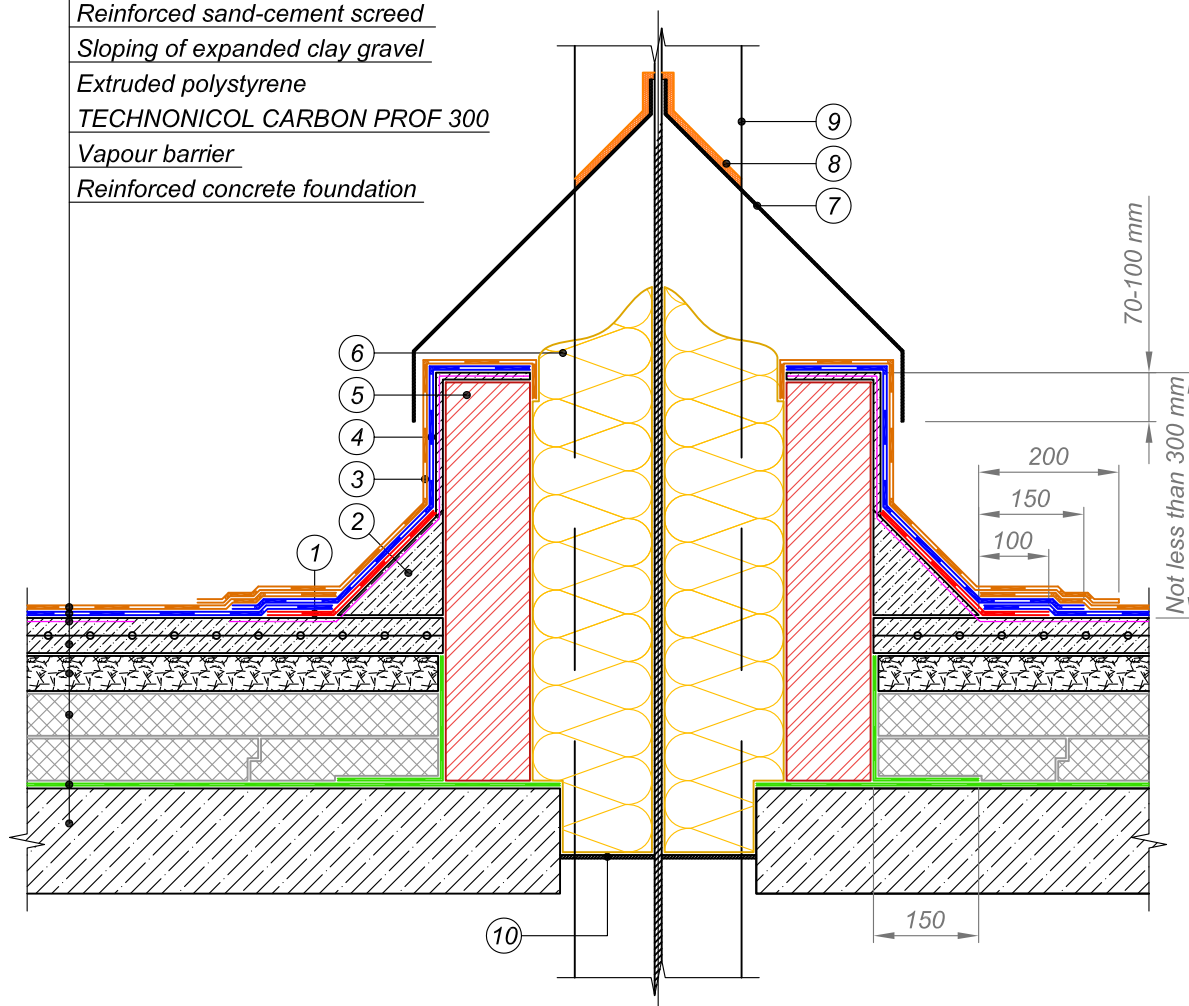 Reinforced sand-cement screed
Sloping of expanded clay gravel
Extruded polystyrene
TECHNONICOL CARBON PROF 300
Vapour barrier
Reinforced concrete foundation
9
8
7
70-100 mm
6
5
4
3
2
1
Not less than 300 mm
200
150
100
150
10